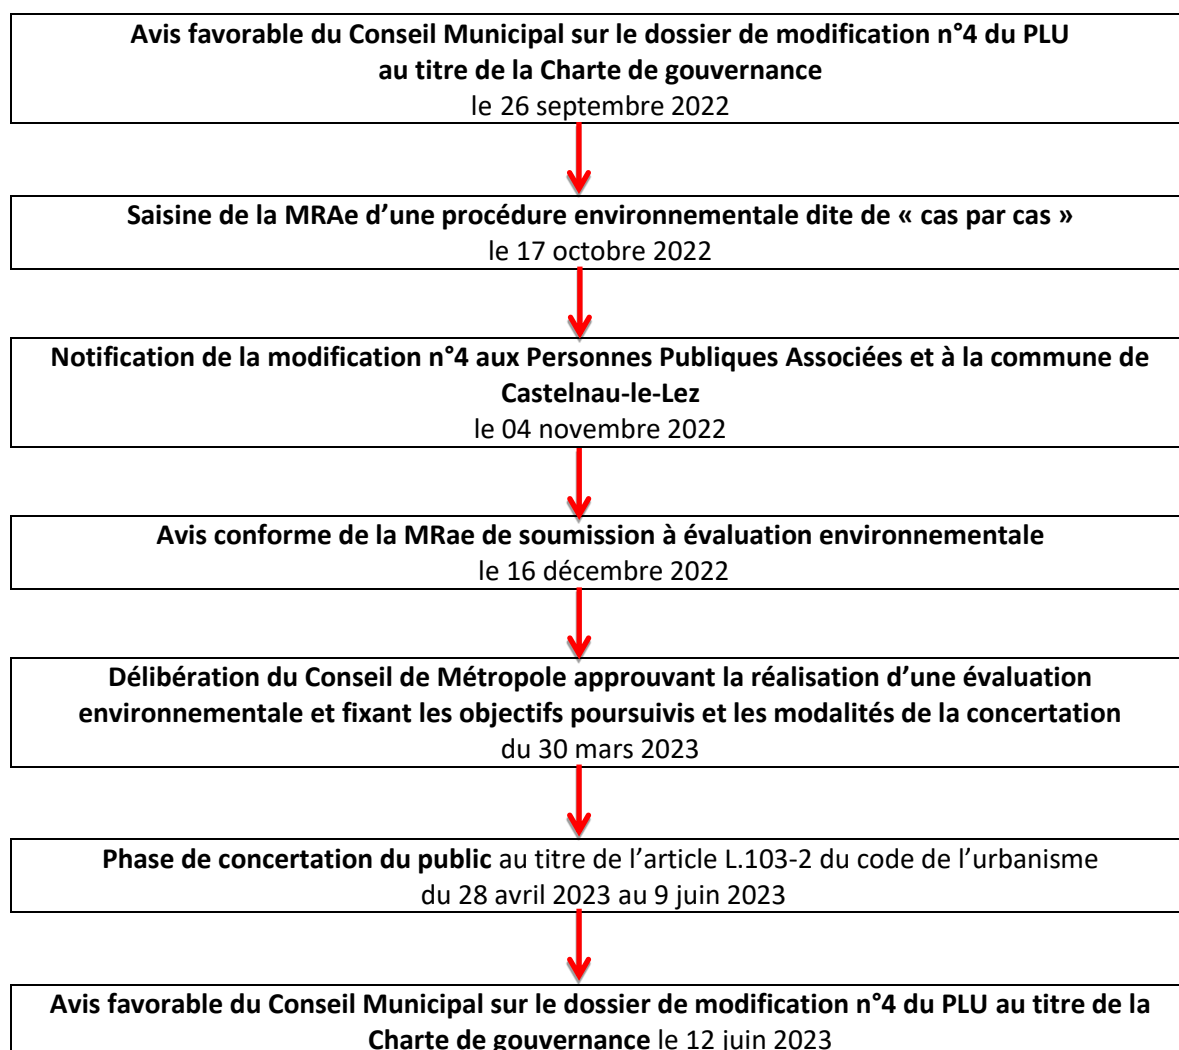 Avis favorable du Conseil Municipal sur le dossier de modification n°4 du PLU
au titre de la Charte de gouvernance
le 26 septembre 2022
Saisine de la MRAe d’une procédure environnementale dite de « cas par cas »
le 17 octobre 2022
Notification de la modification n°4 aux Personnes Publiques Associées et à la commune de
Castelnau-le-Lez
le 04 novembre 2022
Avis conforme de la MRae de soumission à évaluation environnementale
le 16 décembre 2022
Délibération du Conseil de Métropole approuvant la réalisation d’une évaluation
environnementale et fixant les objectifs poursuivis et les modalités de la concertation
du 30 mars 2023
Phase de concertation du public au titre de l’article L.103-2 du code de l’urbanisme
du 28 avril 2023 au 9 juin 2023
Avis favorable du Conseil Municipal sur le dossier de modification n°4 du PLU au titre de la
Charte de gouvernance le 12 juin 2023